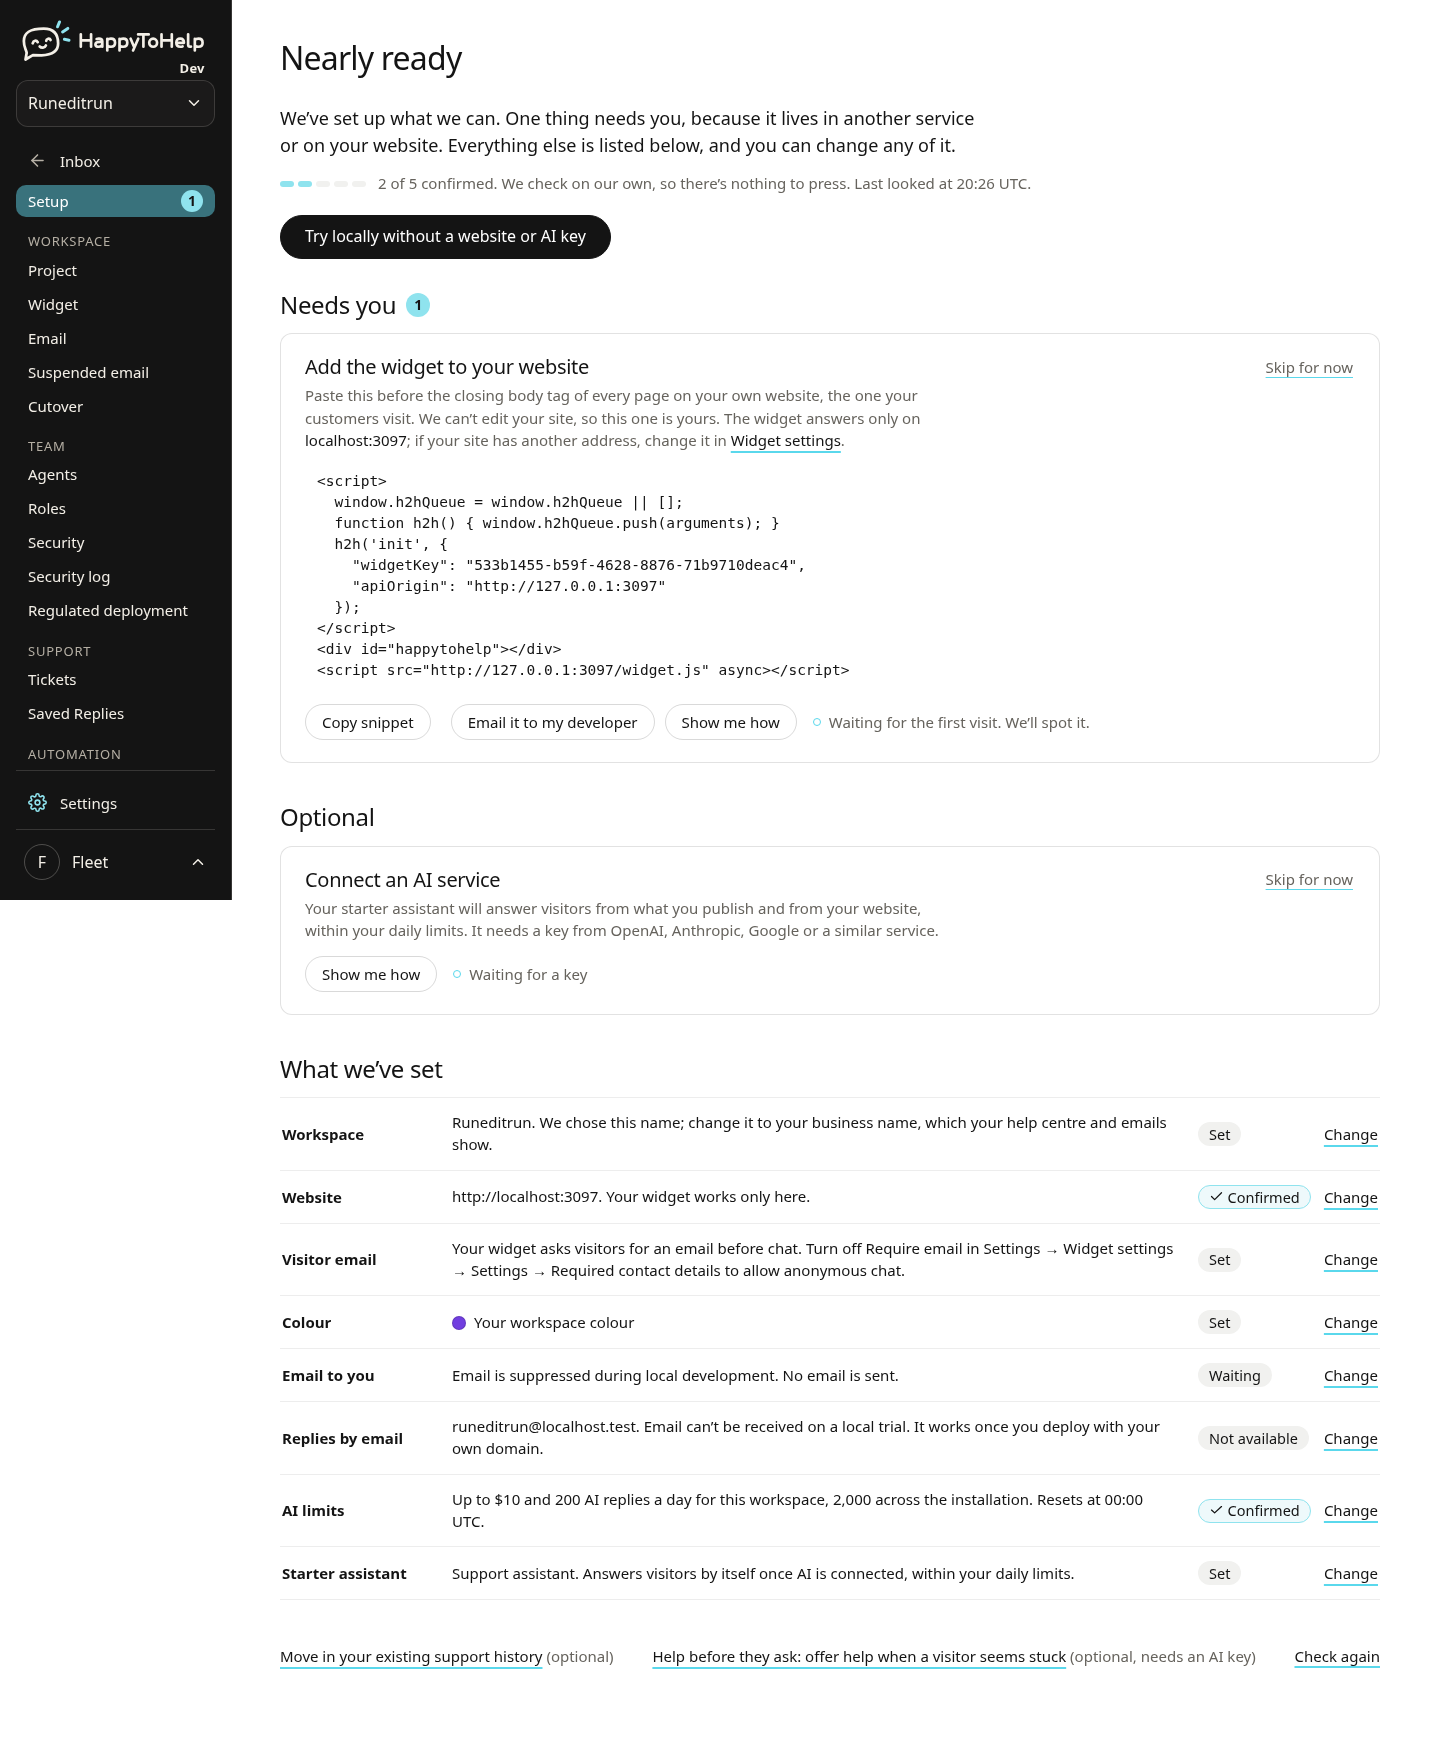 HappyToHelp
Dev
Runeditrun
Inbox
Setup 1
WORKSPACE
Project
Widget
Email
Suspended email
Cutover
TEAM
Agents
Roles
Security
Security log
Regulated deployment
SUPPORT
Tickets
Saved Replies
AUTOMATION
Settings
F Fleet
Nearly ready
We’ve set up what we can. One thing needs you, because it lives in another service
or on your website. Everything else is listed below, and you can change any of it.
2 of 5 confirmed. We check on our own, so there’s nothing to press. Last looked at 20:26 UTC.
Try locally without a website or AI key
Needs you 1
Add the widget to your website
Skip for now
Paste this before the closing body tag of every page on your own website, the one your
customers visit. We can’t edit your site, so this one is yours. The widget answers only on
localhost:3097; if your site has another address, change it in Widget settings.
<script>
  window.h2hQueue = window.h2hQueue || [];
  function h2h() { window.h2hQueue.push(arguments); }
  h2h('init', {
    "widgetKey": "533b1455-b59f-4628-8876-71b9710deac4",
    "apiOrigin": "http://127.0.0.1:3097"
  });
</script>
<div id="happytohelp"></div>
<script src="http://127.0.0.1:3097/widget.js" async></script>
Copy snippet Email it to my developer Show me how Waiting for the first visit. We’ll spot it.
Optional
Connect an AI service
Skip for now
Your starter assistant will answer visitors from what you publish and from your website,
within your daily limits. It needs a key from OpenAI, Anthropic, Google or a similar service.
Show me how Waiting for a key
What we’ve set
Workspace
Runeditrun. We chose this name; change it to your business name, which your help centre and emails
show.
Set Change
Website
http://localhost:3097. Your widget works only here.
Confirmed Change
Visitor email
Your widget asks visitors for an email before chat. Turn off Require email in Settings → Widget settings
→ Settings → Required contact details to allow anonymous chat.
Set Change
Colour
Your workspace colour
Set Change
Email to you
Email is suppressed during local development. No email is sent.
Waiting Change
Replies by email
runeditrun@localhost.test. Email can’t be received on a local trial. It works once you deploy with your
own domain.
Not available Change
AI limits
Up to $10 and 200 AI replies a day for this workspace, 2,000 across the installation. Resets at 00:00
UTC.
Confirmed Change
Starter assistant
Support assistant. Answers visitors by itself once AI is connected, within your daily limits.
Set Change
Move in your existing support history (optional)
Help before they ask: offer help when a visitor seems stuck (optional, needs an AI key)
Check again